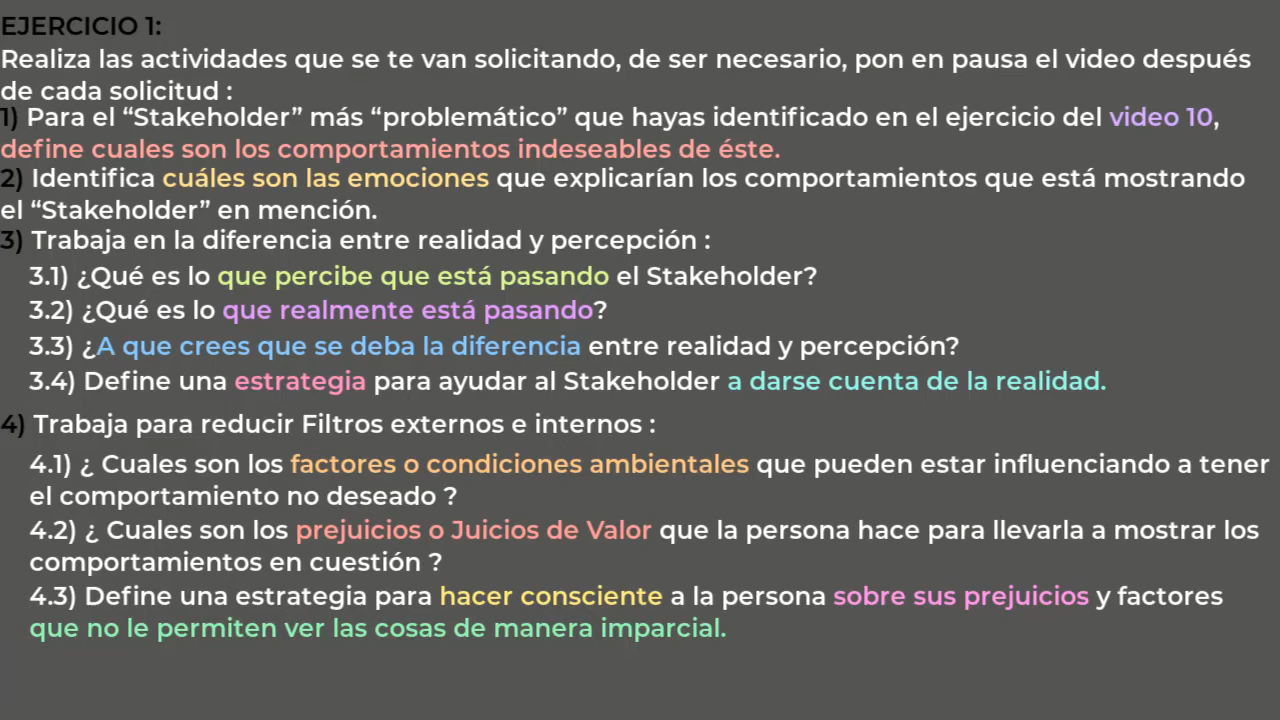 EJERCICIO 1:
Realiza las actividades que se te van solicitando, de ser necesario, pon en pausa el video después
de cada solicitud :
1) Para el “Stakeholder” más “problemático” que hayas identificado en el ejercicio del video 10,
define cuales son los comportamientos indeseables de éste.
2) Identifica cuáles son las emociones que explicarían los comportamientos que está mostrando
el “Stakeholder” en mención.
3) Trabaja en la diferencia entre realidad y percepción :
3.1) ¿Qué es lo que percibe que está pasando el Stakeholder?
3.2) ¿Qué es lo que realmente está pasando?
3.3) ¿A que crees que se deba la diferencia entre realidad y percepción?
3.4) Define una estrategia para ayudar al Stakeholder a darse cuenta de la realidad.
4) Trabaja para reducir Filtros externos e internos :
4.1) ¿ Cuales son los factores o condiciones ambientales que pueden estar influenciando a tener
el comportamiento no deseado ?
4.2) ¿ Cuales son los prejuicios o Juicios de Valor que la persona hace para llevarla a mostrar los
comportamientos en cuestión ?
4.3) Define una estrategia para hacer consciente a la persona sobre sus prejuicios y factores
que no le permiten ver las cosas de manera imparcial.